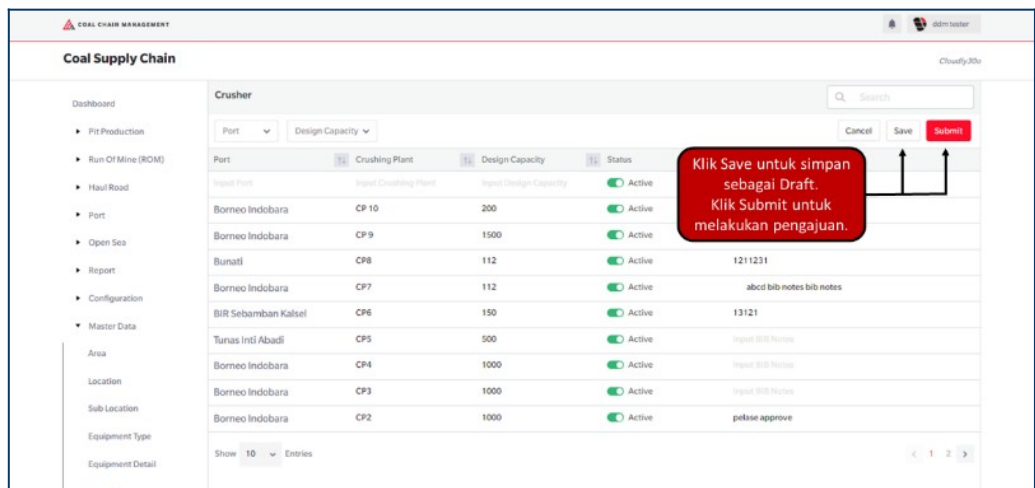 COAL CHAIN MANAGEMENT
ddm tester
Coal Supply Chain
Cloudly30u
Dashboard
Pit Production
Run Of Mine (ROM)
Haul Road
Port
Open Sea
Report
Configuration
Master Data
Area
Location
Sub Location
Equipment Type
Equipment Detail
Crusher
Search
Port Design Capacity Cancel Save Submit
Port Crushing Plant Design Capacity Status
Input Port Input Crushing Plant Input Design Capacity Active
Borneo Indobara CP 10 200 Active
Borneo Indobara CP 9 1500 Active
Bunati CP8 112 Active 1211231
Borneo Indobara CP7 112 Active abcd bib notes bib notes
BIR Sebamban Kalsel CP6 150 Active 13121
Tunas Inti Abadi CP5 500 Active Input BIB Notes
Borneo Indobara CP4 1000 Active Input BIB Notes
Borneo Indobara CP3 1000 Active Input BIB Notes
Borneo Indobara CP2 1000 Active pelase approve
Show 10 Entries
1 2
Klik Save untuk simpan
sebagai Draft.
Klik Submit untuk
melakukan pengajuan.